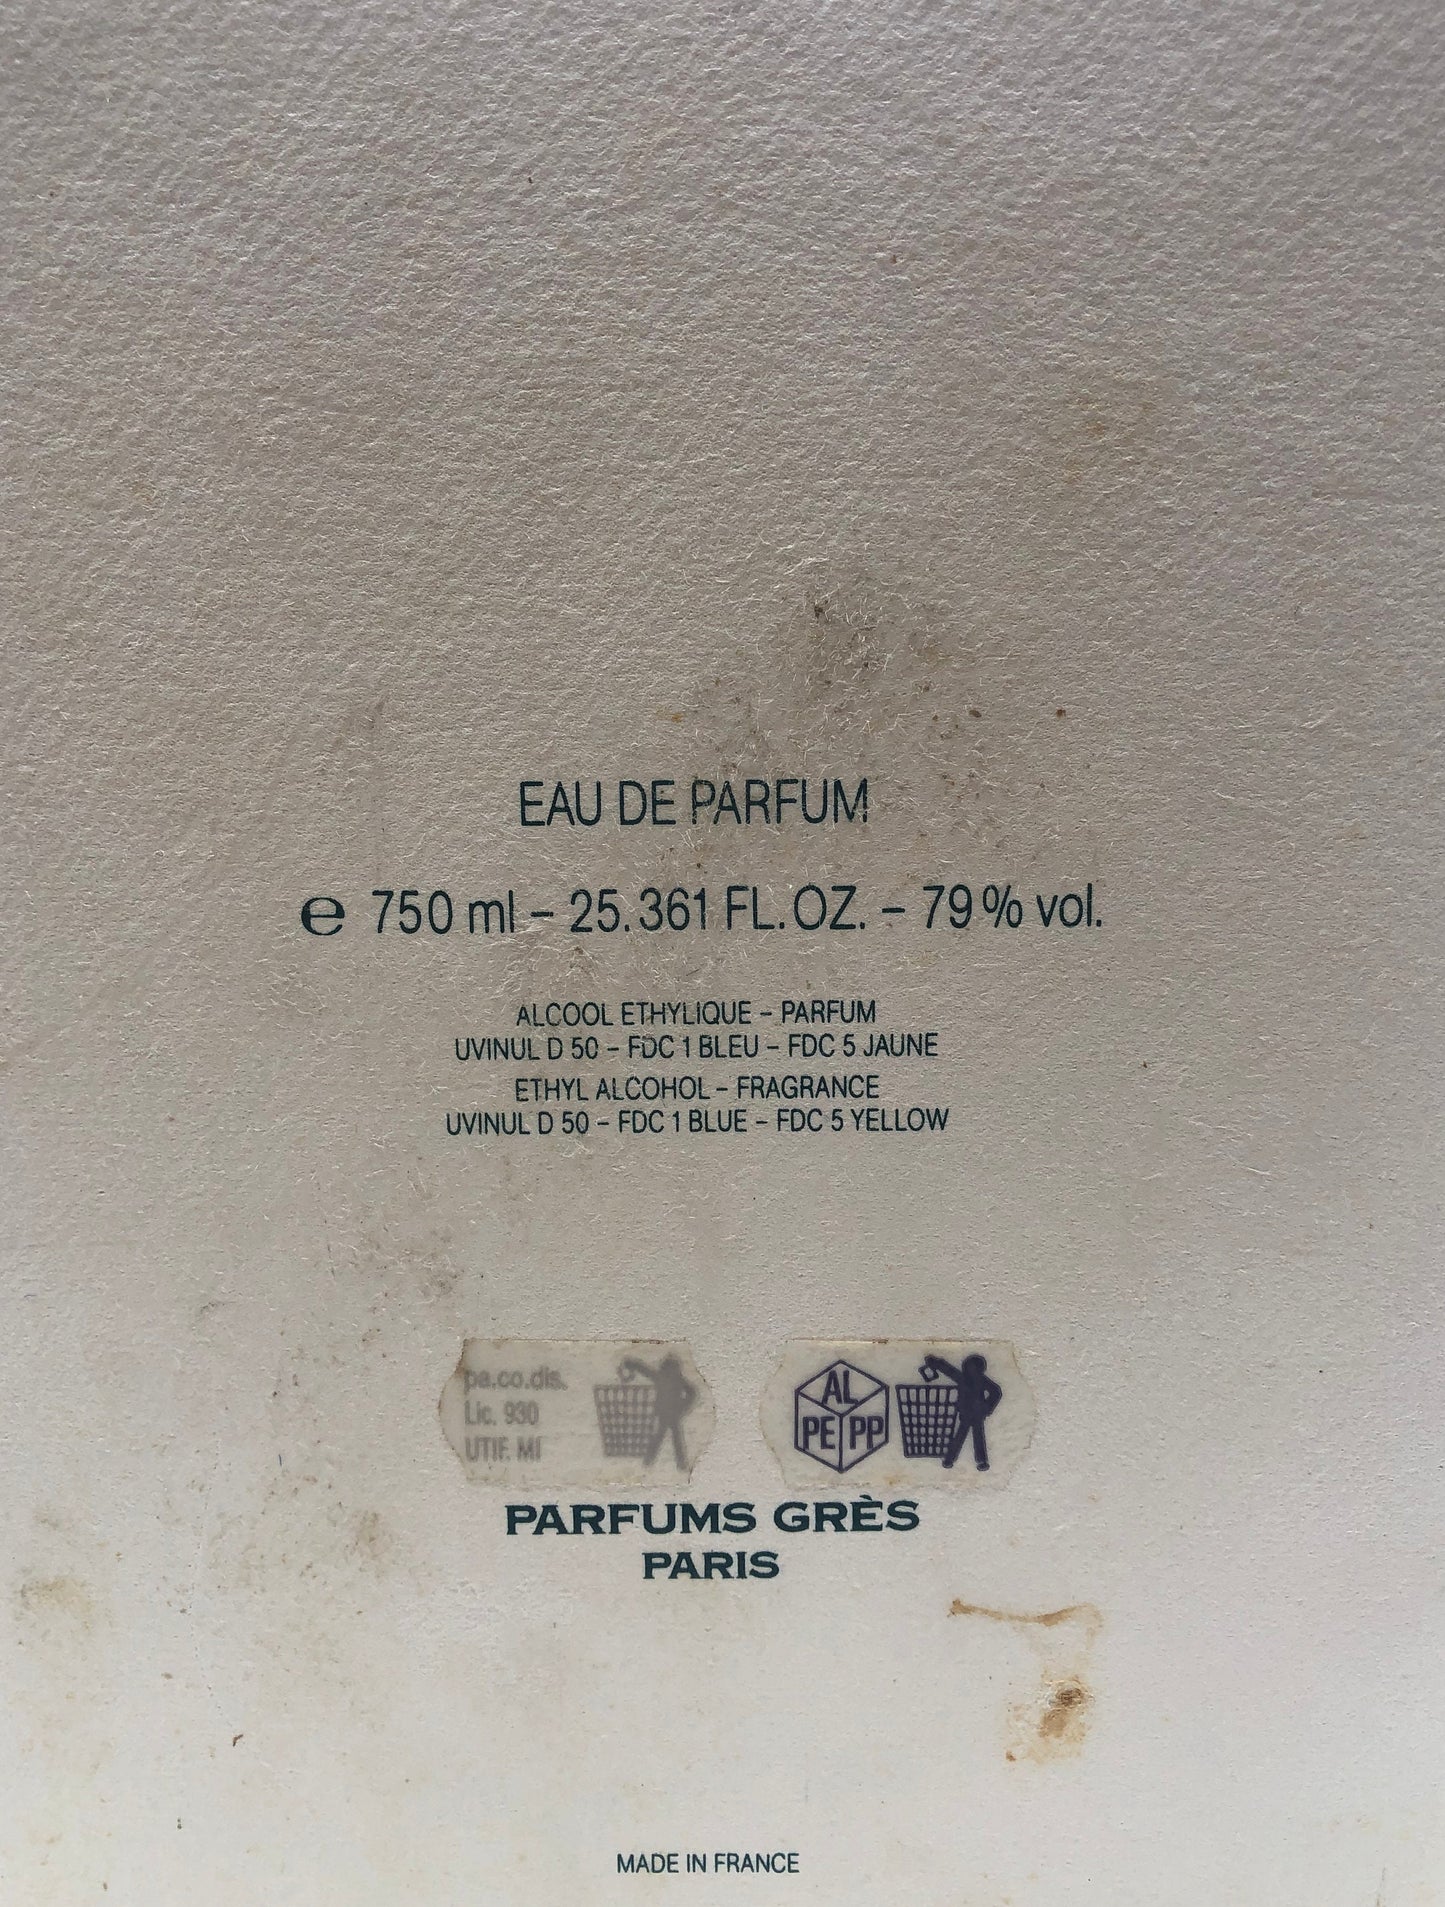 EAU DE PARFUM
e 750 ml – 25.361 FL.OZ. – 79% vol.
ALCOOL ETHYLIQUE – PARFUM
UVINUL D 50 – FDC 1 BLEU – FDC 5 JAUNE
ETHYL ALCOHOL – FRAGRANCE
UVINUL D 50 – FDC 1 BLUE – FDC 5 YELLOW
pa.co.dis.
Lic. 930
UTIF. MI
AL
PE PP
PARFUMS GRÈS
PARIS
MADE IN FRANCE